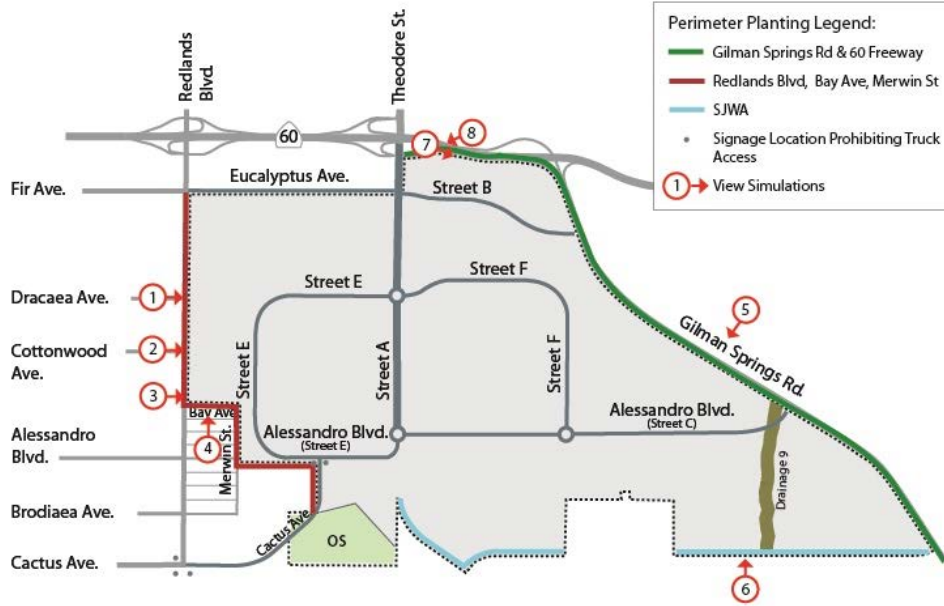 Redlands
Blvd.
Theodore St.
Perimeter Planting Legend:
Gilman Springs Rd & 60 Freeway
Redlands Blvd, Bay Ave, Merwin St
SJWA
Signage Location Prohibiting Truck
Access
1
View Simulations
60
7
8
Fir Ave.
Eucalyptus Ave.
Street B
Dracaea Ave.
1
Street E
Street F
5
Gilman Springs Rd.
Cottonwood
Ave.
2
Street E
Street A
Street F
3
Bay Ave
4
Merwin St.
Alessandro
Blvd.
Alessandro Blvd.
(Street E)
Alessandro Blvd.
(Street C)
Drainage 9
Brodiaea Ave.
Cactus Ave
OS
Cactus Ave.
6